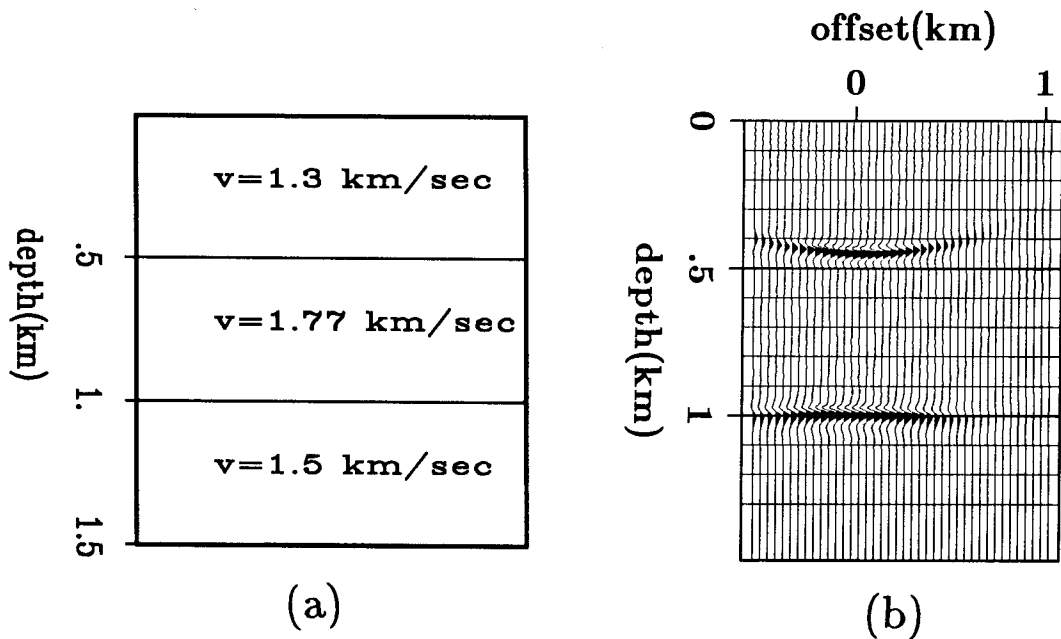 v=1.3 km/sec
v=1.77 km/sec
v=1.5 km/sec
depth(km)
.5
1.
1.5
(a)
offset(km)
0
1
0
.5
1
depth(km)
(b)